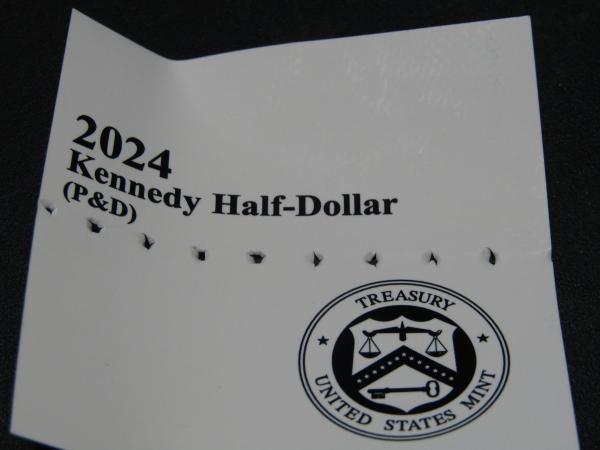 2024
Kennedy Half-Dollar
(P&D)
TREASURY
UNITED STATES MINT